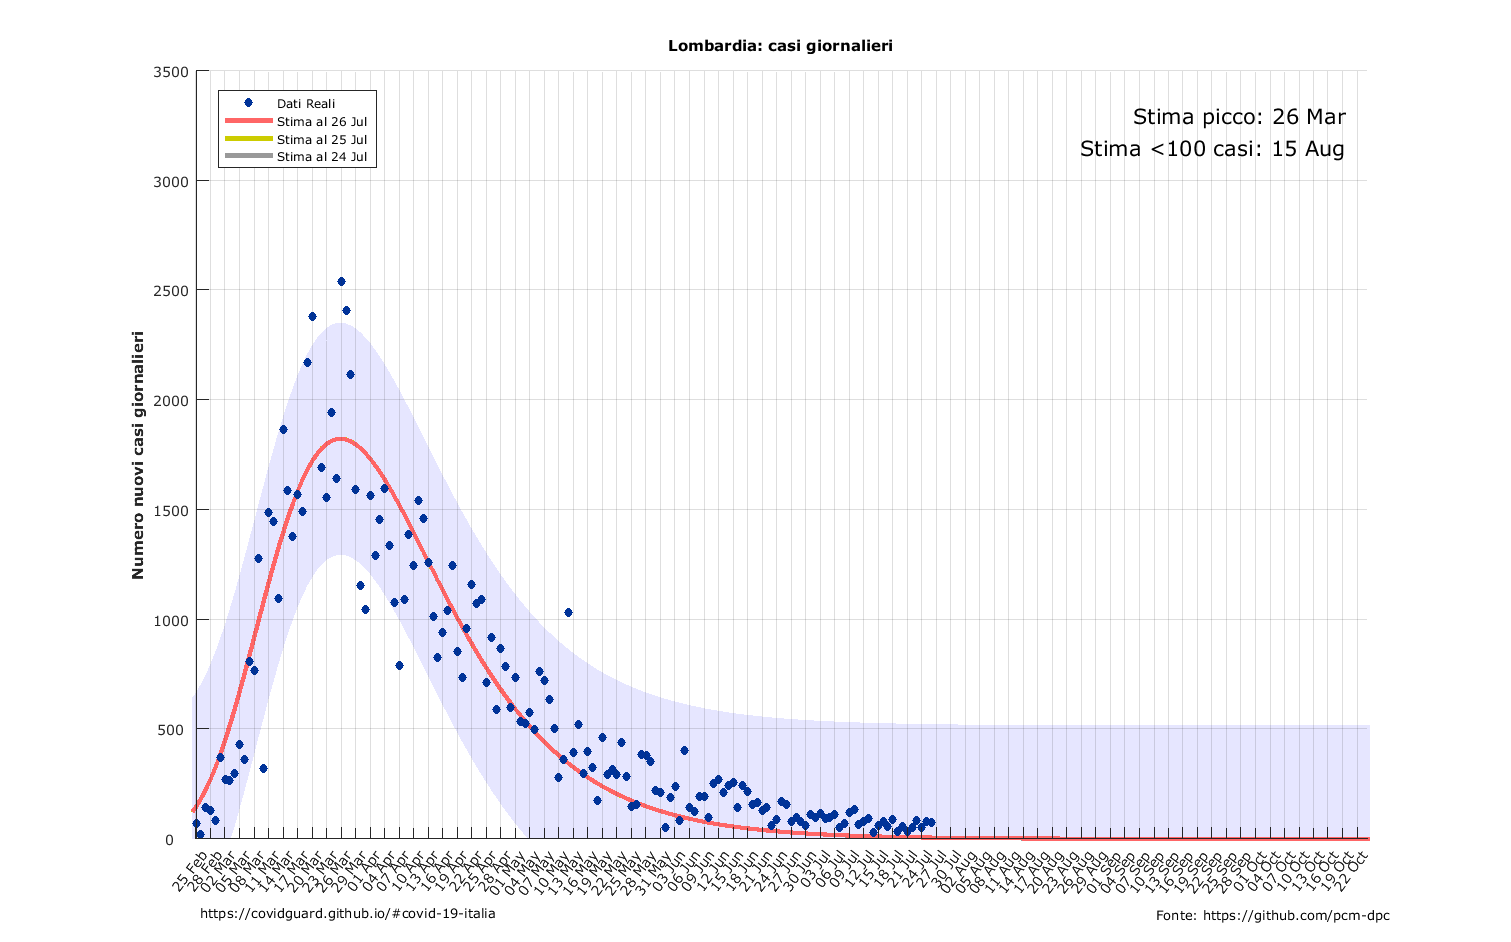 Lombardia: casi giornalieri
3500
3000
2500
2000
1500
1000
500
0
Numero nuovi casi giornalieri
Dati Reali
Stima al 26 Jul
Stima al 25 Jul
Stima al 24 Jul
Stima picco: 26 Mar
Stima <100 casi: 15 Aug
25 Feb
28 Feb
02 Mar
05 Mar
08 Mar
11 Mar
14 Mar
17 Mar
20 Mar
23 Mar
26 Mar
29 Mar
01 Apr
04 Apr
07 Apr
10 Apr
13 Apr
16 Apr
19 Apr
22 Apr
25 Apr
28 Apr
01 May
04 May
07 May
10 May
13 May
16 May
19 May
22 May
25 May
28 May
31 May
03 Jun
06 Jun
09 Jun
12 Jun
15 Jun
18 Jun
21 Jun
24 Jun
27 Jun
30 Jun
03 Jul
06 Jul
09 Jul
12 Jul
15 Jul
18 Jul
21 Jul
24 Jul
27 Jul
30 Jul
02 Aug
05 Aug
08 Aug
11 Aug
14 Aug
17 Aug
20 Aug
23 Aug
26 Aug
29 Aug
01 Sep
04 Sep
07 Sep
10 Sep
13 Sep
16 Sep
19 Sep
22 Sep
25 Sep
28 Sep
01 Oct
04 Oct
07 Oct
10 Oct
13 Oct
16 Oct
19 Oct
22 Oct
https://covidguard.github.io/#covid-19-italia
Fonte: https://github.com/pcm-dpc